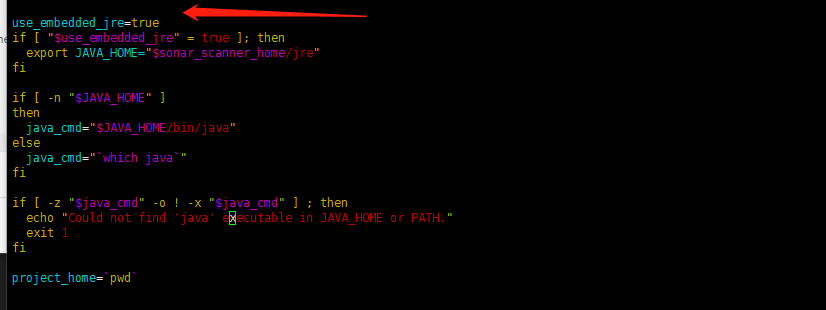 use_embedded_jre=true
if [ "$use_embedded_jre" = true ]; then
  export JAVA_HOME="$sonar_scanner_home/jre"
fi

if [ -n "$JAVA_HOME" ]
then
  java_cmd="$JAVA_HOME/bin/java"
else
  java_cmd="`which java`"
fi

if [ -z "$java_cmd" -o ! -x "$java_cmd" ] ; then
  echo "Could not find 'java' executable in JAVA_HOME or PATH."
  exit 1
fi

project_home=`pwd`